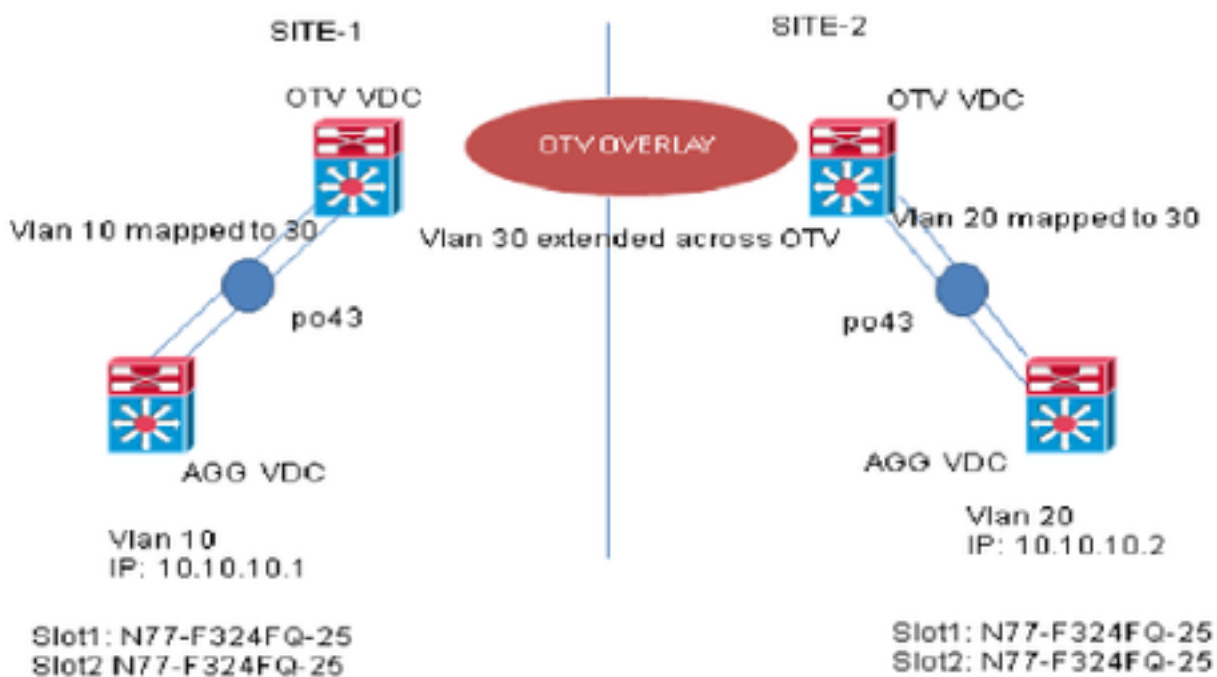 SITE-1
SITE-2
OTV VDC
OTV VDC
OTV OVERLAY
Vlan 10 mapped to 30
Vlan 30 extended across OTV
Vlan 20 mapped to 30
po43
po43
AGG VDC
AGG VDC
Vlan 10
IP: 10.10.10.1
Vlan 20
IP: 10.10.10.2
Slot1: N77-F324FQ-25
Slot2 N77-F324FQ-25
Slot1: N77-F324FQ-25
Slot2: N77-F324FQ-25